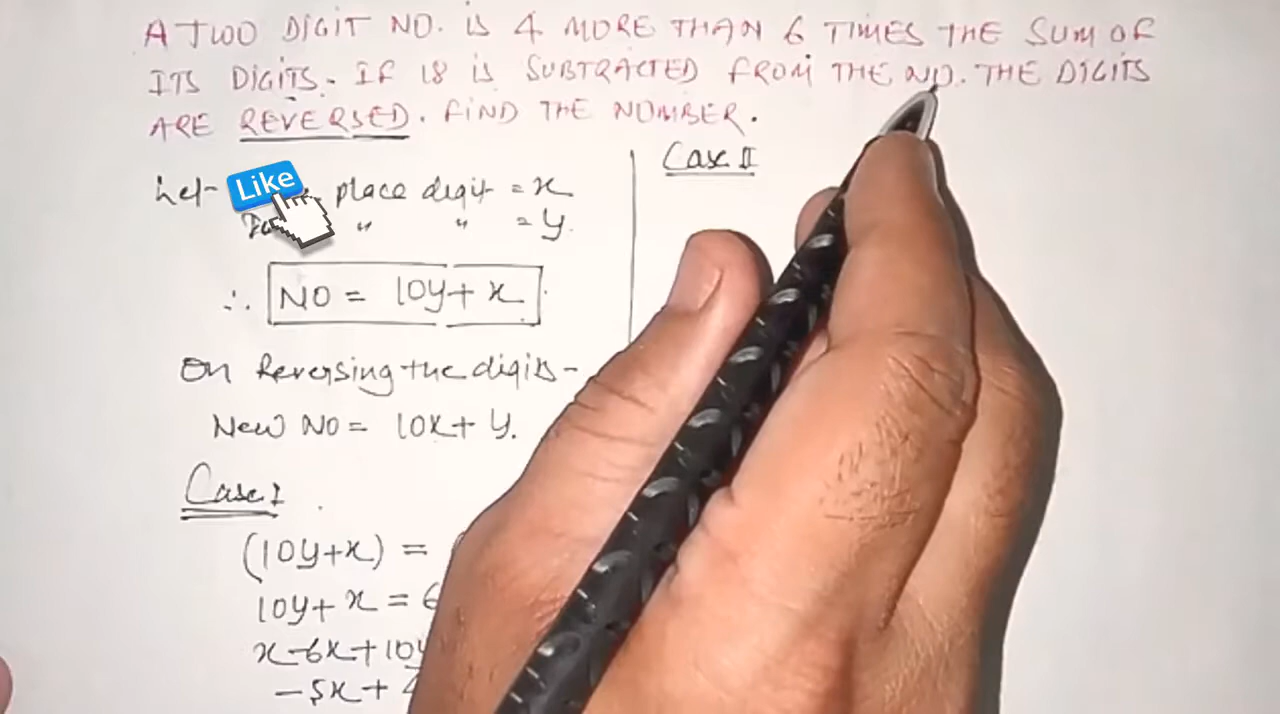 A TWO DIGIT NO. is 4 MORE THAN 6 TIMES THE SUM OF
ITS DIGITS. IF 18 is SUBTRACTED FROM THE NO. THE DIGITS
ARE REVERSED. FIND THE NUMBER.
Let Like place digit = x
" " = y.
∴ NO = 10y + x
On Reversing the digits -
New NO = 10x + y.
Case I
(10y+x) =
10y + x = 6
x-6x+10y
-5x +
Case II